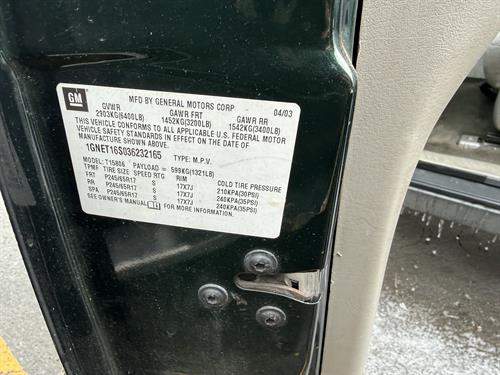 GM
MFD BY GENERAL MOTORS CORP 04/03
GVWR GAWR FRT GAWR RR
2903KG(6400LB) 1452KG(3200LB) 1542KG(3400LB)
THIS VEHICLE CONFORMS TO ALL APPLICABLE U.S. FEDERAL MOTOR
VEHICLE SAFETY STANDARDS IN EFFECT ON THE DATE OF
MANUFACTURE SHOWN ABOVE.
1GNET16S036232165 TYPE: M.P.V.
MODEL: T15806 PAYLOAD = 599KG(1321LB)
TPMF TIRE SIZE SPEED RTG RIM COLD TIRE PRESSURE
FRT P245/65R17 S 17X7J 210KPA(30PSI)
RR P245/65R17 S 17X7J 240KPA(35PSI)
SPA P245/65R17 S 17X7J 240KPA(35PSI)
SEE OWNER'S MANUAL FOR MORE INFORMATION.